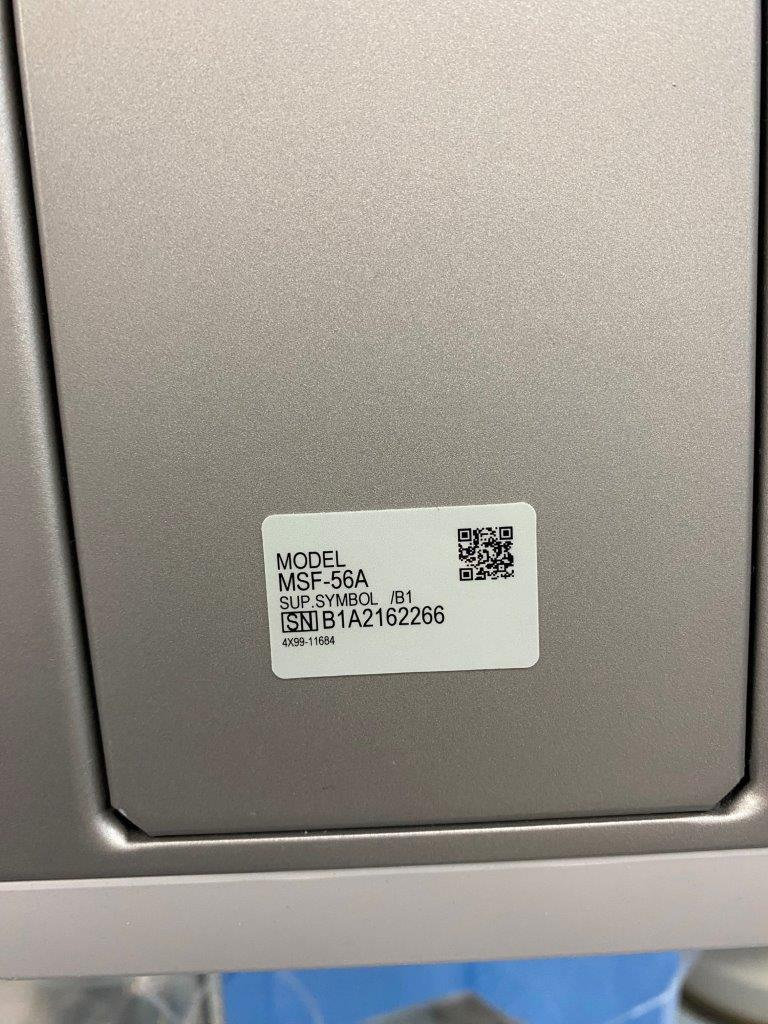 MODEL
MSF-56A
SUP.SYMBOL /B1
SN B1A2162266
4X99-11684